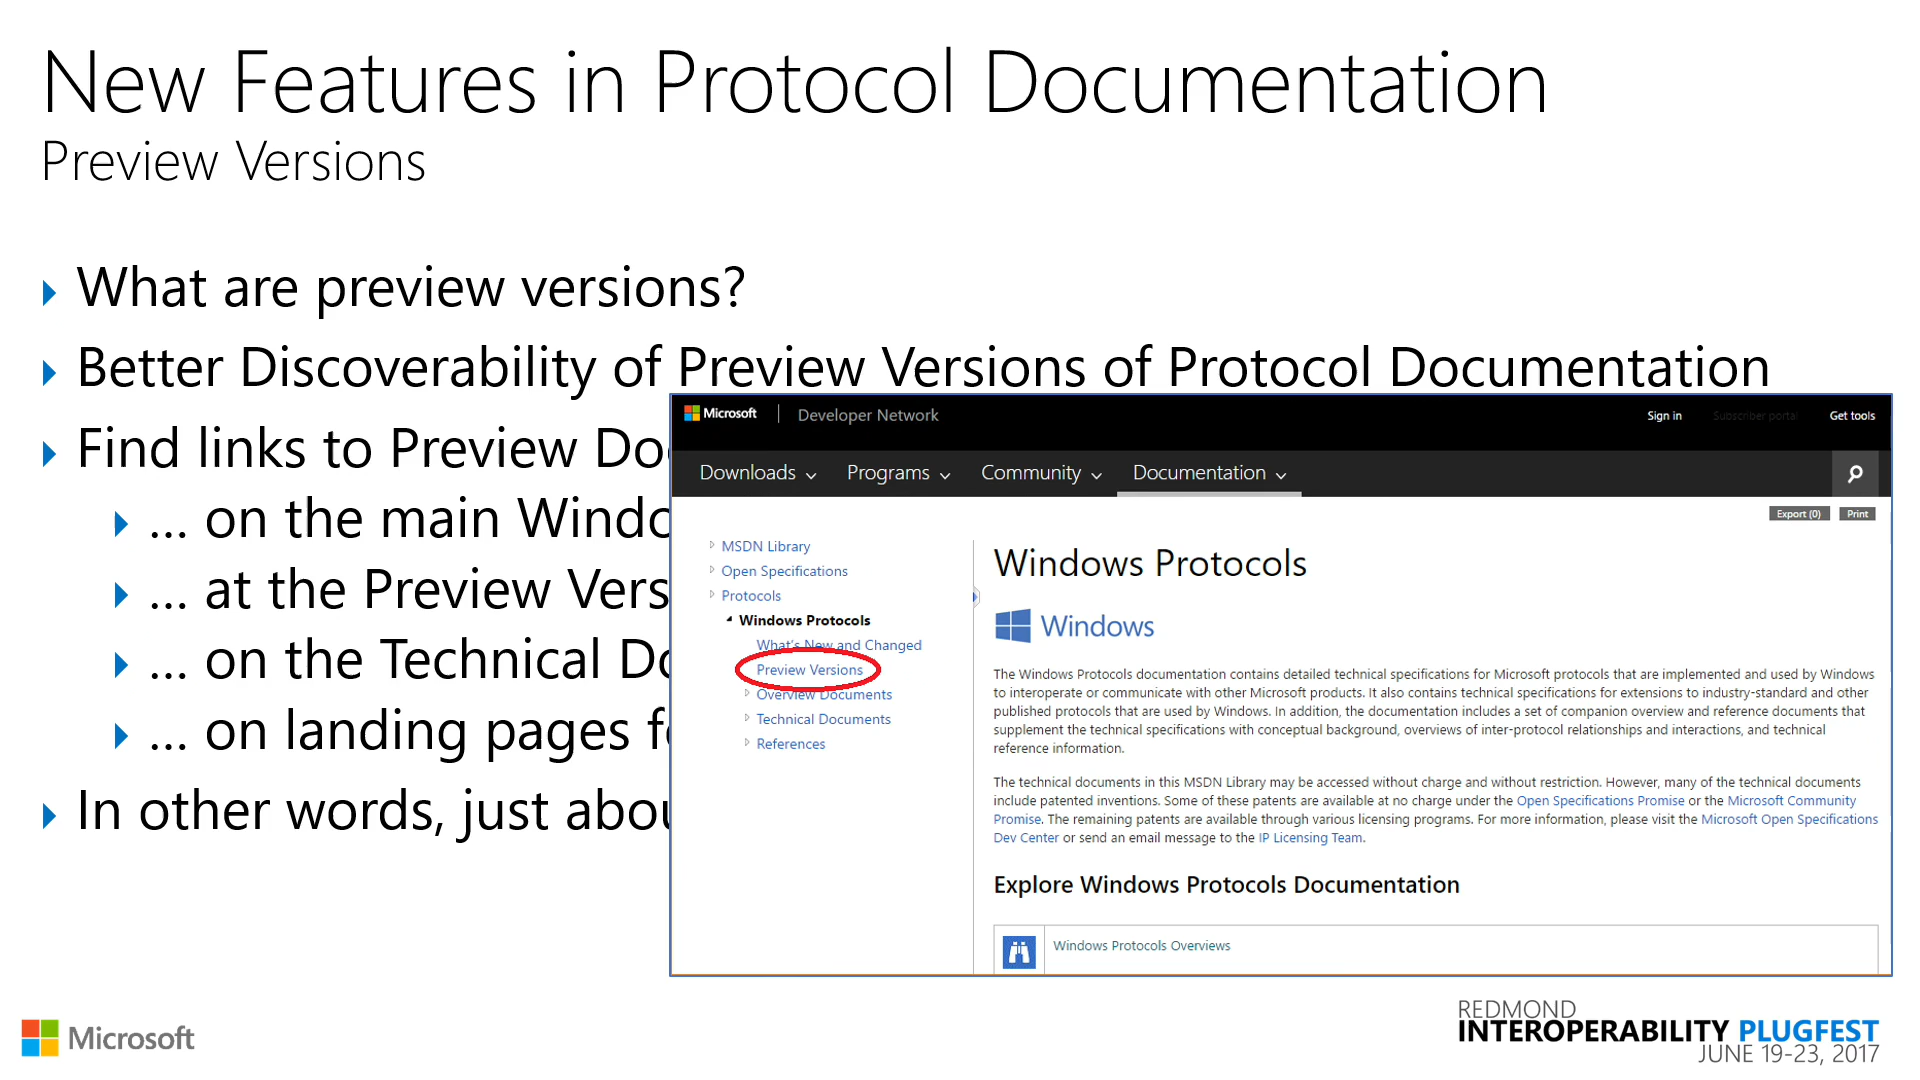 New Features in Protocol Documentation
Preview Versions
What are preview versions?
Better Discoverability of Preview Versions of Protocol Documentation
Find links to Preview
... on the main
... at the Preview
... on the Technical
... on landing pages
In other words, just
Microsoft
Developer Network
Sign in
Subscriber portal
Get tools
Downloads
Programs
Community
Documentation
Export (0)
Print
MSDN Library
Open Specifications
Protocols
Windows Protocols
What's New and Changed
Preview Versions
Overview Documents
Technical Documents
References
Windows Protocols
Windows
The Windows Protocols documentation contains detailed technical specifications for Microsoft protocols that are implemented and used by Windows
to interoperate or communicate with other Microsoft products. It also contains technical specifications for extensions to industry-standard and other
published protocols that are used by Windows. In addition, the documentation includes a set of companion overview and reference documents that
supplement the technical specifications with conceptual background, overviews of inter-protocol relationships and interactions, and technical
reference information.
The technical documents in this MSDN Library may be accessed without charge and without restriction. However, many of the technical documents
include patented inventions. Some of these patents are available at no charge under the Open Specifications Promise or the Microsoft Community
Promise. The remaining patents are available through various licensing programs. For more information, please visit the Microsoft Open Specifications
Dev Center or send an email message to the IP Licensing Team.
Explore Windows Protocols Documentation
Windows Protocols Overviews
Microsoft
REDMOND
INTEROPERABILITY PLUGFEST
JUNE 19-23, 2017